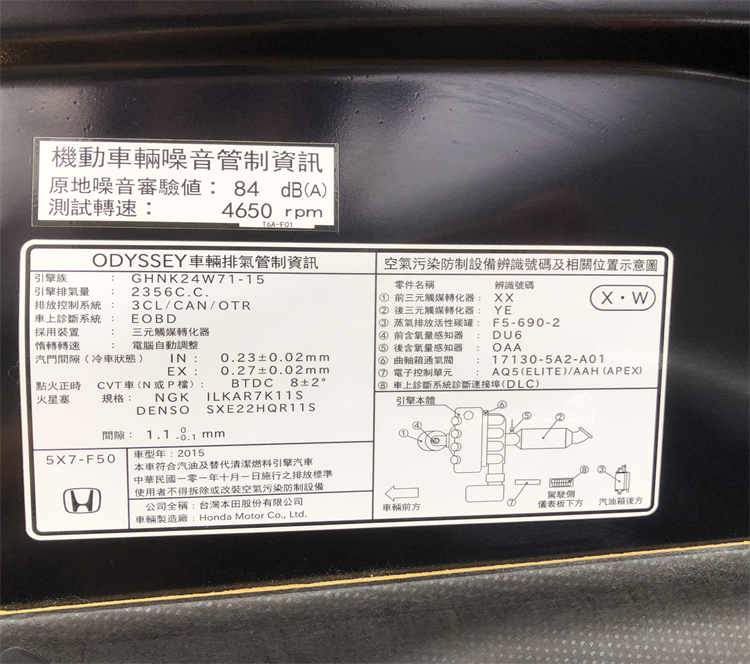 機動車輛噪音管制資訊
原地噪音審驗值： 84 dB(A)
測試轉速： 4650 rpm
T6A-F01
ODYSSEY車輛排氣管制資訊
引擎族 ： GHNK24W71-15
引擎排氣量 ： 2356C.C.
排放控制系統 ： 3CL/CAN/OTR
車上診斷系統 ： EOBD
採用裝置 ： 三元觸媒轉化器
惰轉轉速 ： 電腦自動調整
汽門間隙（冷車狀態） IN : 0.23±0.02mm
EX : 0.27±0.02mm
點火正時 CVT車(N或P檔)： BTDC 8±2°
火星塞 規格： NGK ILKAR7K11S
DENSO SXE22HQR11S
間隙： 1.1 0 -0.1 mm
5X7-F50
車型年：2015
本車符合汽油及替代清潔燃料引擎汽車
中華民國一〇一年十月一日施行之排放標準
使用者不得拆除或改裝空氣污染防制設備
公司全稱：台灣本田股份有限公司
車輛製造廠：Honda Motor Co., Ltd.
空氣污染防制設備辨識號碼及相關位置示意圖
零件名稱 辨識號碼
X・W
① 前三元觸媒轉化器： XX
② 後三元觸媒轉化器： YE
③ 蒸氣排放活性碳罐： F5-690-2
④ 前含氧量感知器 ： DU6
⑤ 後含氧量感知器 ： OAA
⑥ 曲軸箱通氣閥 ： 17130-5A2-A01
⑦ 電子控制單元 ： AQ5(ELITE)/AAH (APEX)
⑧ 車上診斷系統診斷連接埠(DLC)
引擎本體
⑥
⑤
②
①
④
⑦
⑧
③
車輛前方
駕駛側
儀表板下方
汽油箱後方